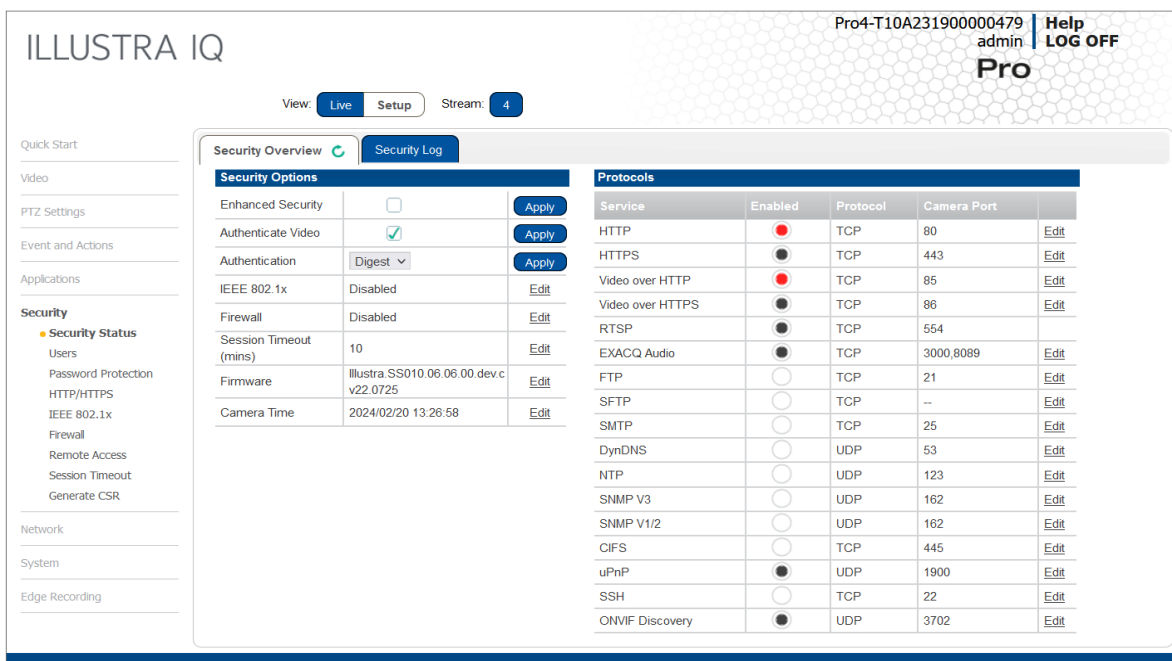 ILLUSTRA IQ
Pro4-T10A231900000479 Help
admin LOG OFF
Pro
View: Live Setup Stream: 4
Quick Start
Video
PTZ Settings
Event and Actions
Applications
Security
Security Status
Users
Password Protection
HTTP/HTTPS
IEEE 802.1x
Firewall
Remote Access
Session Timeout
Generate CSR
Network
System
Edge Recording
Security Overview Security Log
Security Options
Enhanced Security Apply
Authenticate Video Apply
Authentication Digest Apply
IEEE 802.1x Disabled Edit
Firewall Disabled Edit
Session Timeout
(mins) 10 Edit
Firmware Illustra.SS010.06.06.00.dev.c
v22.0725 Edit
Camera Time 2024/02/20 13:26:58 Edit
Protocols
Service Enabled Protocol Camera Port
HTTP TCP 80 Edit
HTTPS TCP 443 Edit
Video over HTTP TCP 85 Edit
Video over HTTPS TCP 86 Edit
RTSP TCP 554
EXACQ Audio TCP 3000,8089 Edit
FTP TCP 21 Edit
SFTP TCP -- Edit
SMTP TCP 25 Edit
DynDNS UDP 53 Edit
NTP UDP 123 Edit
SNMP V3 UDP 162 Edit
SNMP V1/2 UDP 162 Edit
CIFS TCP 445 Edit
uPnP UDP 1900 Edit
SSH TCP 22 Edit
ONVIF Discovery UDP 3702 Edit